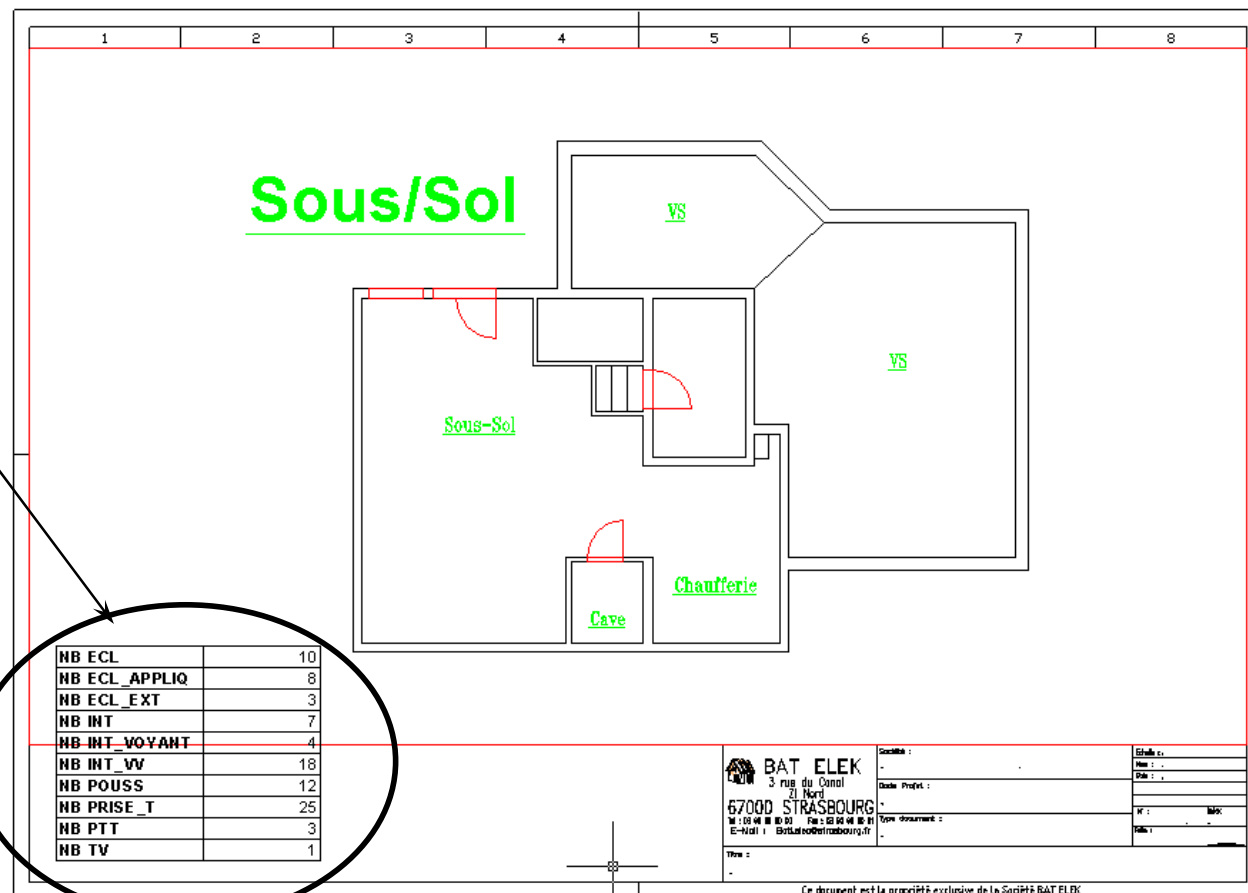 1 2 3 4 5 6 7 8
Sous/Sol
VS
VS
Sous-Sol
Chaufferie
Cave
NB ECL 10
NB ECL_APPLIQ 8
NB ECL_EXT 3
NB INT 7
NB INT_VOYANT 4
NB INT_VV 18
NB POUSS 12
NB PRISE_T 25
NB PTT 3
NB TV 1
BAT ELEK
3 rue du Canal
ZI Nord
67000 STRASBOURG
E-Mail :
Société :
-
Code Projet :
-
Type document :
-
Titre :
-
Echelle :
N° :
Ce document est la propriété exclusive de la Société BAT ELEK